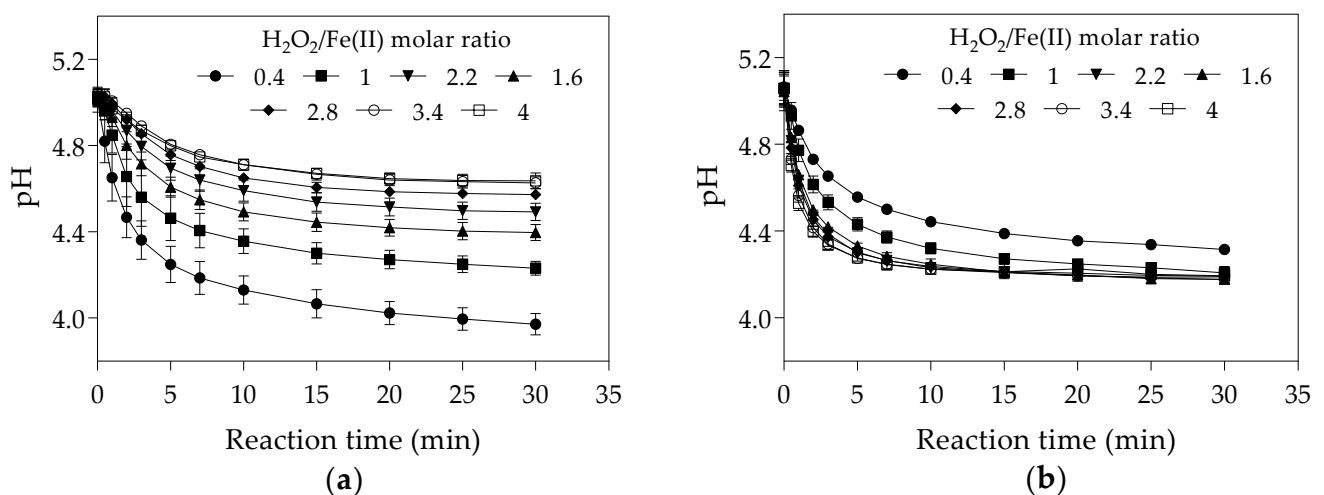 H₂O₂/Fe(II) molar ratio
0.4 1 2.2 1.6
2.8 3.4 4
5.2
4.8
4.4
4.0
pH
0 5 10 15 20 25 30 35
Reaction time (min)
(a)
H₂O₂/Fe(II) molar ratio
0.4 1 2.2 1.6
2.8 3.4 4
5.2
4.8
4.4
4.0
pH
0 5 10 15 20 25 30 35
Reaction time (min)
(b)